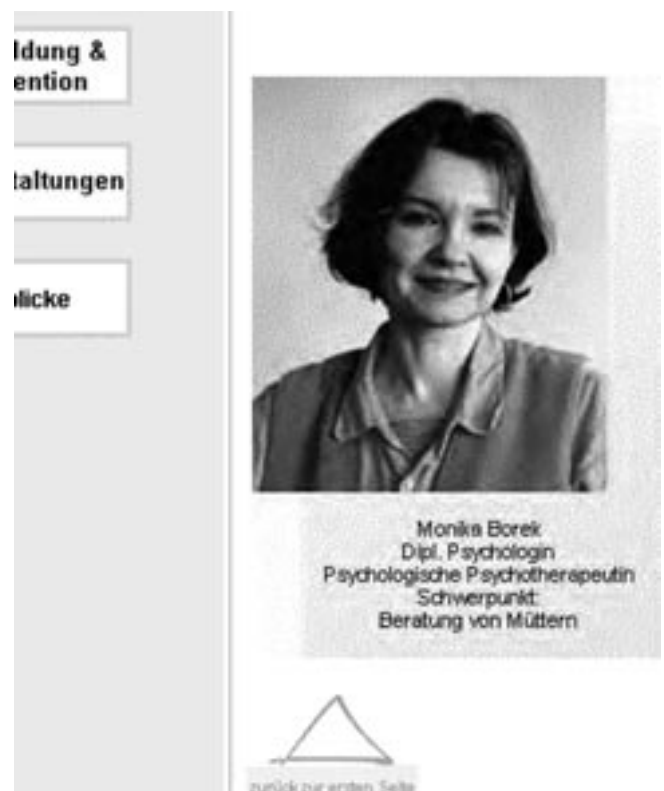 ldung &
ention
taltungen
licke
Monika Borek
Dipl. Psychologin
Psychologische Psychotherapeutin
Schwerpunkt:
Beratung von Müttern
zurück zur ersten Seite